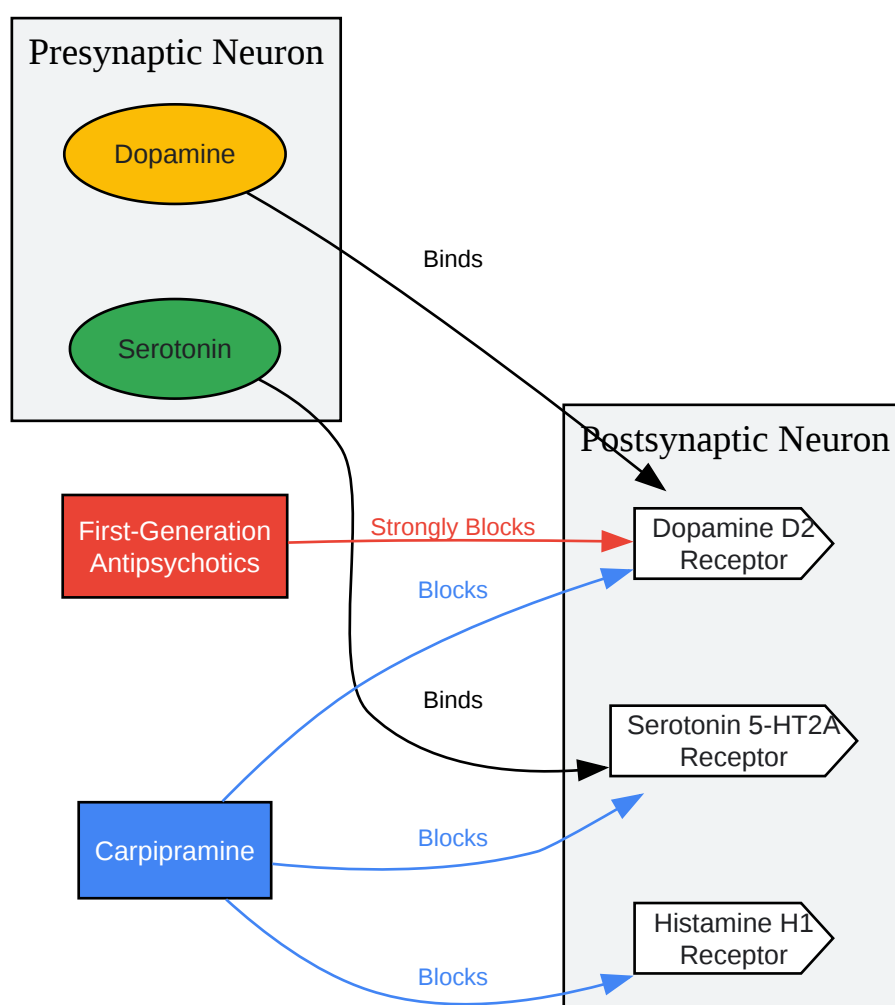 Presynaptic Neuron
Dopamine
Binds
Serotonin
Postsynaptic Neuron
First-Generation
Antipsychotics
Strongly Blocks
Dopamine D2
Receptor
Blocks
Binds
Serotonin 5-HT2A
Receptor
Carpipramine
Blocks
Histamine H1
Receptor
Blocks